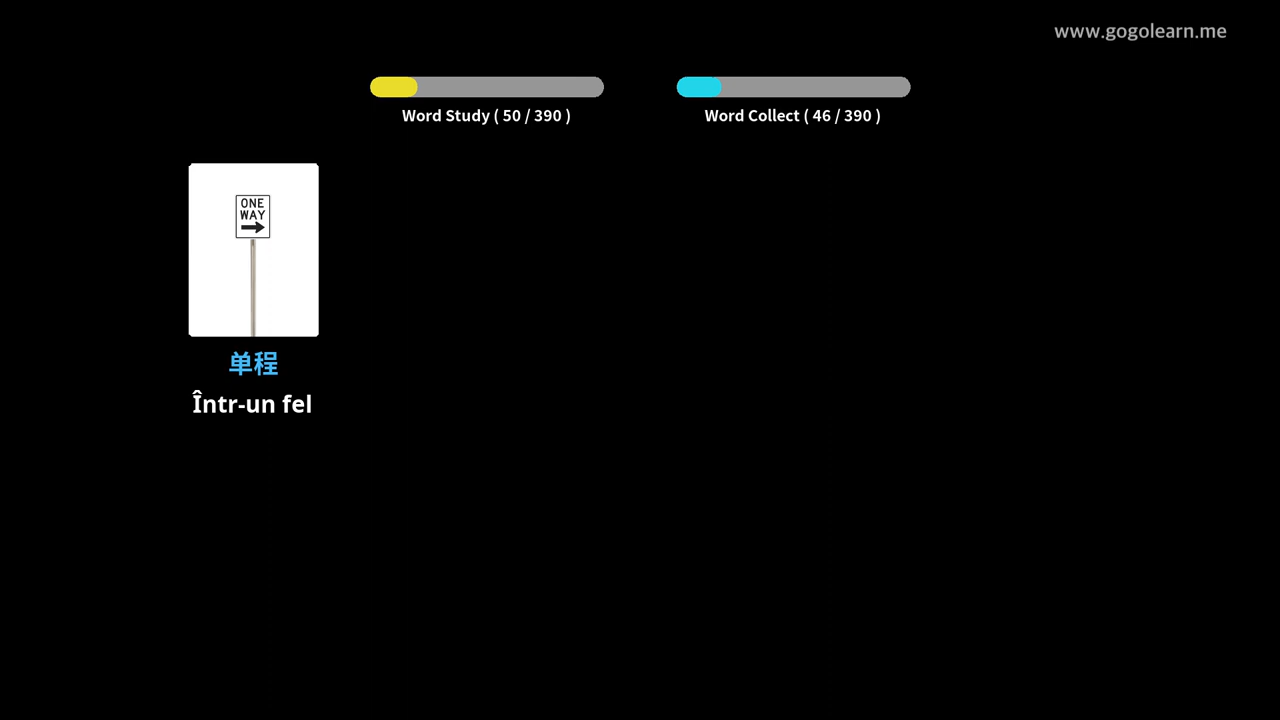 www.gogolearn.me
Word Study ( 50 / 390 )
Word Collect ( 46 / 390 )
ONE
WAY
单程
Într-un fel